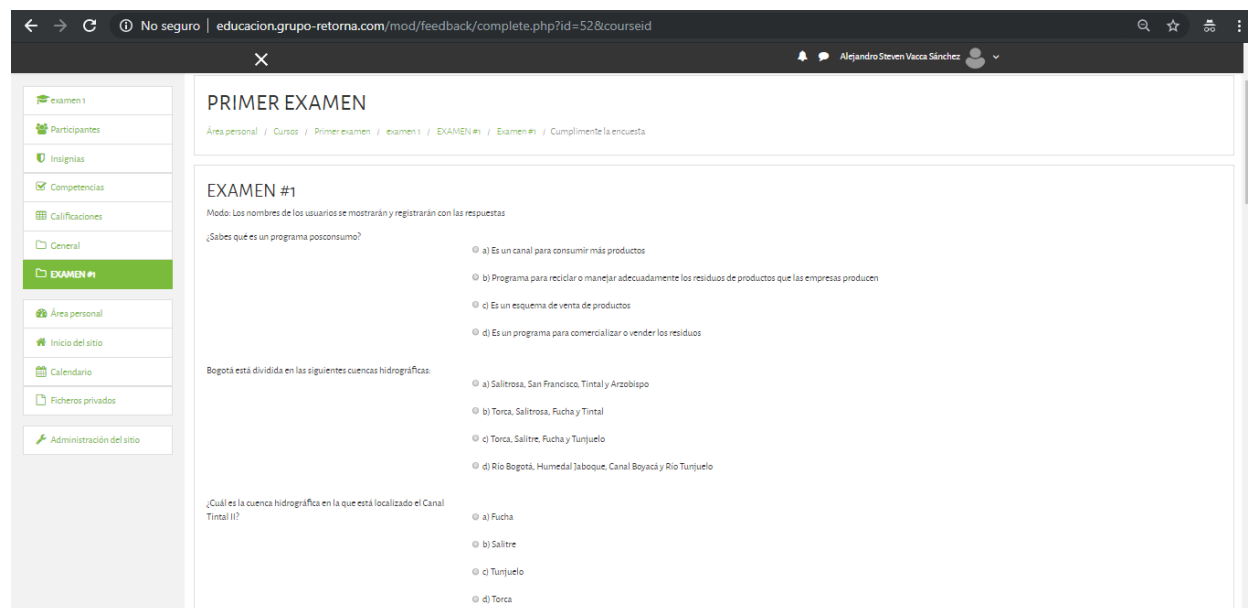 No seguro | educacion.grupo-retorna.com/mod/feedback/complete.php?id=52&courseid
Alejandro Steven Vacca Sánchez
examen 1
Participantes
Insignias
Competencias
Calificaciones
General
EXAMEN #1
Área personal
Inicio del sitio
Calendario
Ficheros privados
Administración del sitio
PRIMER EXAMEN
Área personal / Cursos / Primer examen / examen 1 / EXAMEN #1 / Examen #1 / Cumplimente la encuesta
EXAMEN #1
Modo: Los nombres de los usuarios se mostrarán y registrarán con las respuestas
¿Sabes qué es un programa posconsumo?
a) Es un canal para consumir más productos
b) Programa para reciclar o manejar adecuadamente los residuos de productos que las empresas producen
c) Es un esquema de venta de productos
d) Es un programa para comercializar o vender los residuos
Bogotá está dividida en las siguientes cuencas hidrográficas:
a) Salitrosa, San Francisco, Tintal y Arzobispo
b) Torca, Salitrosa, Fucha y Tintal
c) Torca, Salitre, Fucha y Tunjuelo
d) Río Bogotá, Humedal Jaboque, Canal Boyacá y Río Tunjuelo
¿Cuál es la cuenca hidrográfica en la que está localizado el Canal
Tintal II?
a) Fucha
b) Salitre
c) Tunjuelo
d) Torca